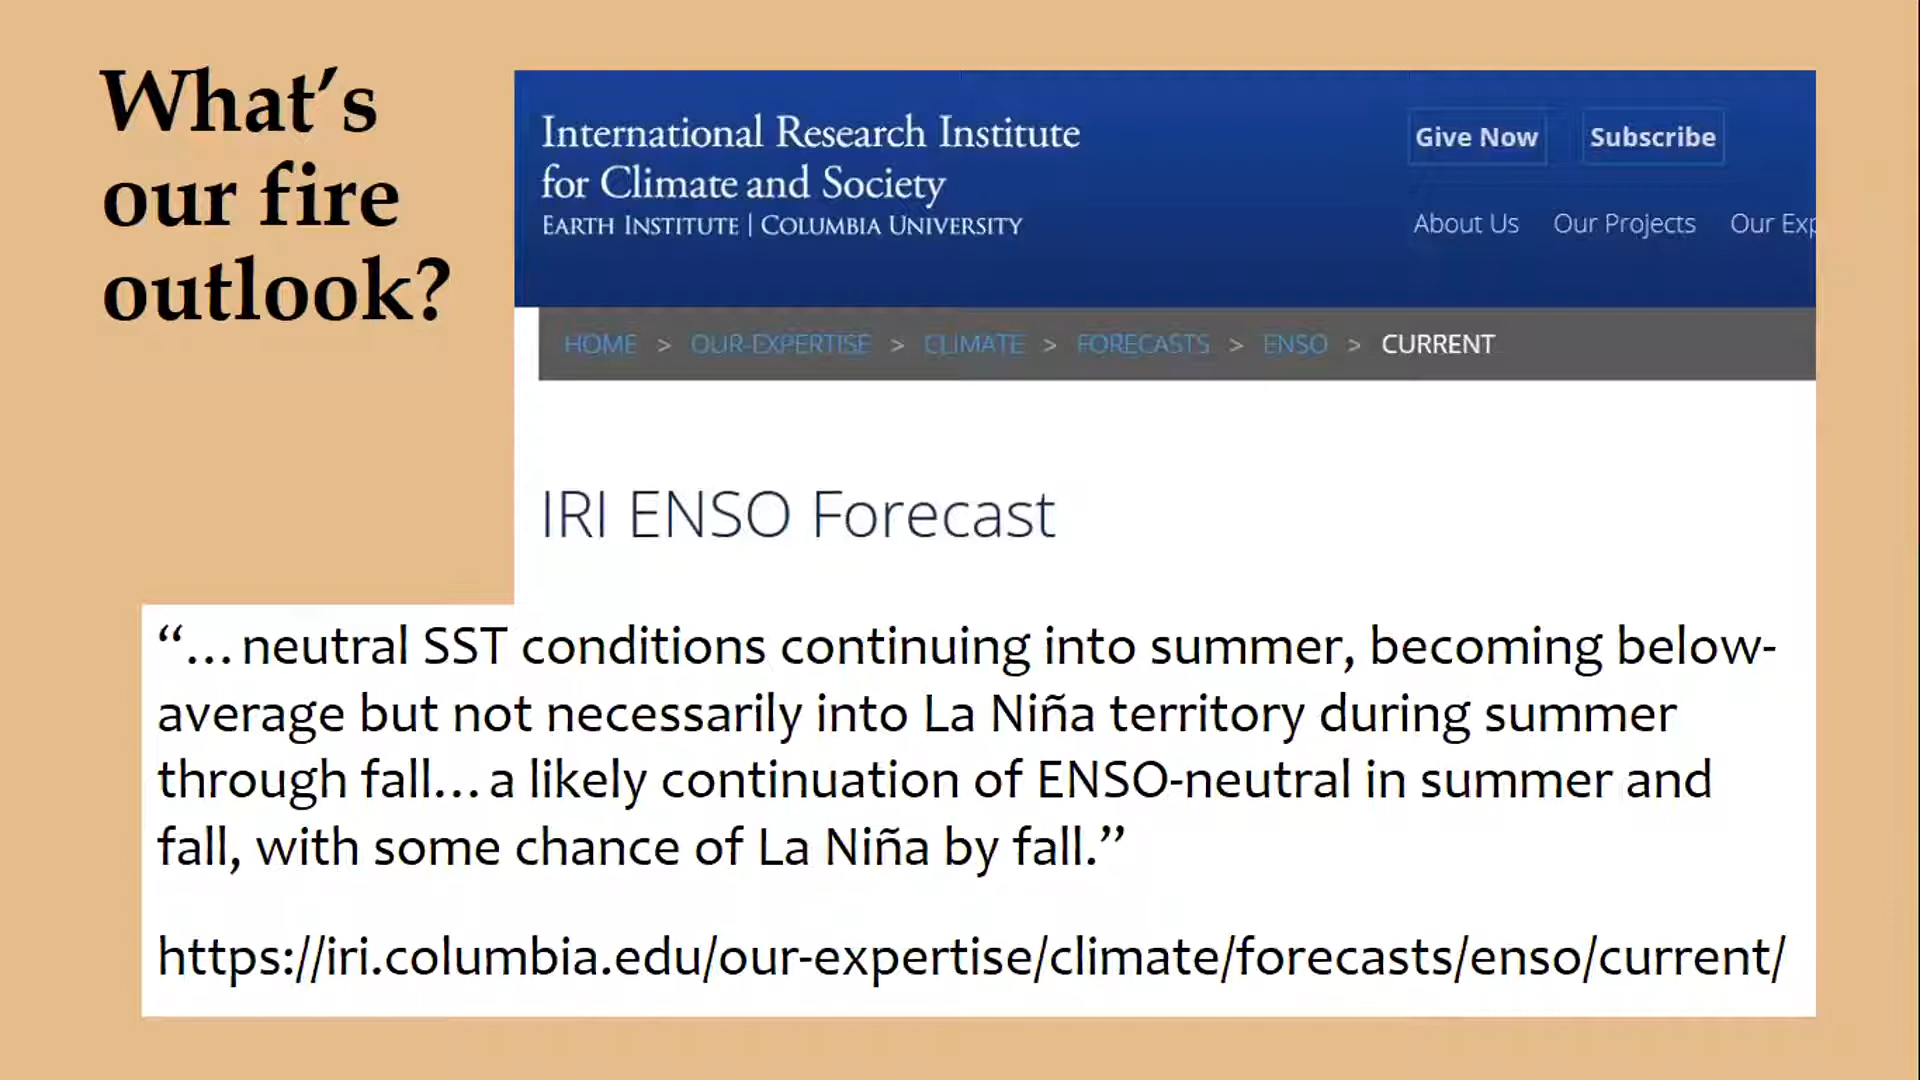 What’s
our fire
outlook?
International Research Institute
for Climate and Society
EARTH INSTITUTE | COLUMBIA UNIVERSITY
Give Now Subscribe
About Us Our Projects Our Exp
HOME > OUR-EXPERTISE > CLIMATE > FORECASTS > ENSO > CURRENT
IRI ENSO Forecast
“…neutral SST conditions continuing into summer, becoming below-
average but not necessarily into La Niña territory during summer
through fall…a likely continuation of ENSO-neutral in summer and
fall, with some chance of La Niña by fall.”
https://iri.columbia.edu/our-expertise/climate/forecasts/enso/current/